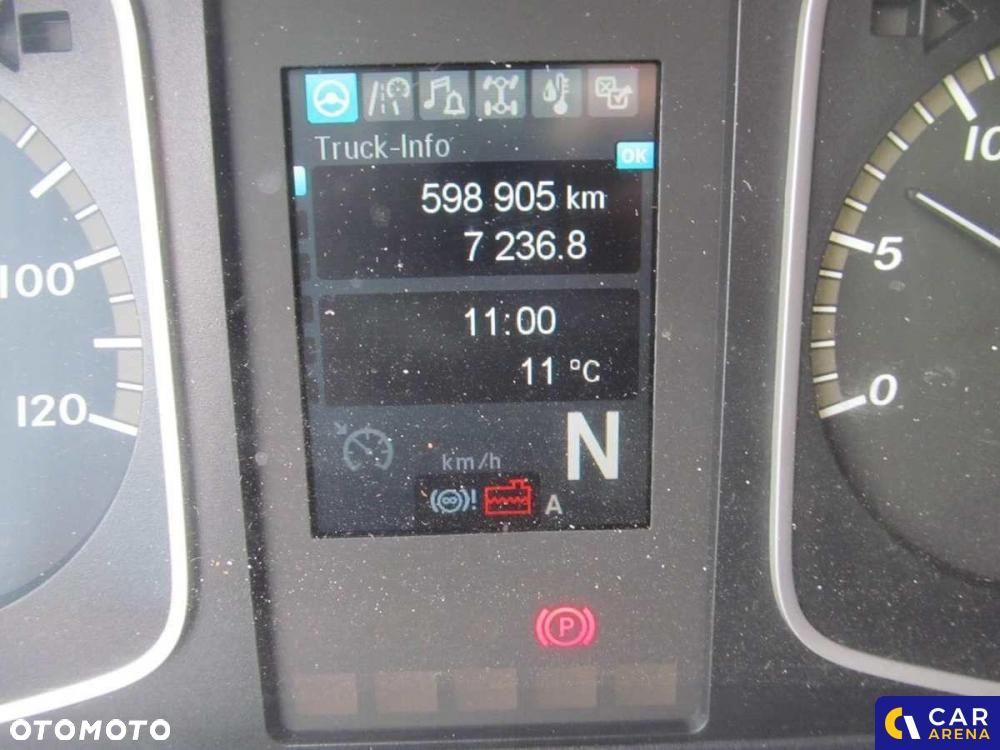 Truck-Info
OK
598 905 km
7 236.8
11:00
11 °C
N
km/h
A
P
100
120
10
5
0
OTOMOTO
CAR
ARENA